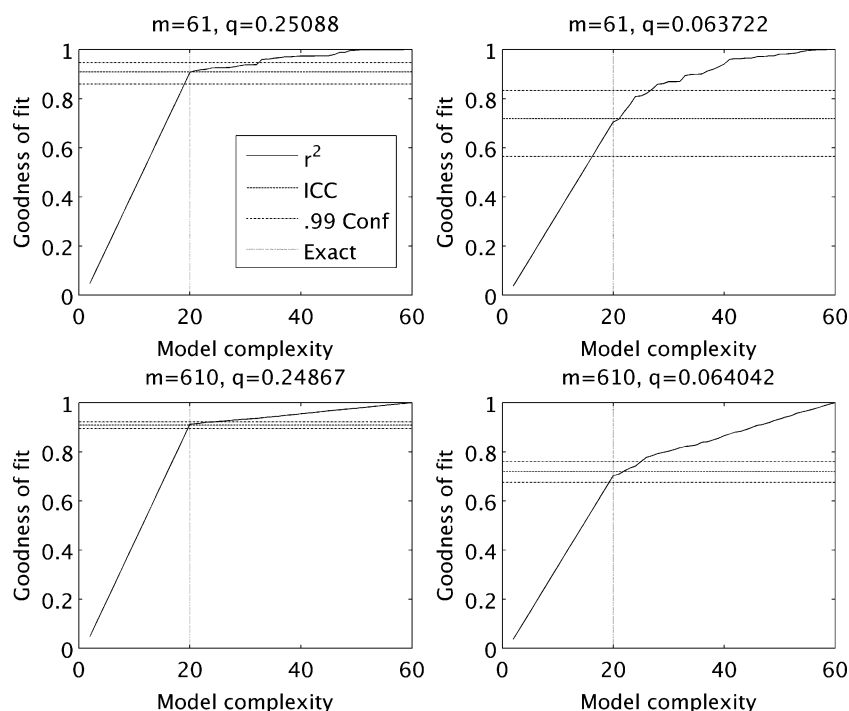 m=61, q=0.25088
1
0.8
0.6
0.4
0.2
0
Goodness of fit
r²
ICC
.99 Conf
Exact
0 20 40 60
Model complexity
m=61, q=0.063722
1
0.8
0.6
0.4
0.2
0
Goodness of fit
0 20 40 60
Model complexity
m=610, q=0.24867
1
0.8
0.6
0.4
0.2
0
Goodness of fit
0 20 40 60
Model complexity
m=610, q=0.064042
1
0.8
0.6
0.4
0.2
0
Goodness of fit
0 20 40 60
Model complexity